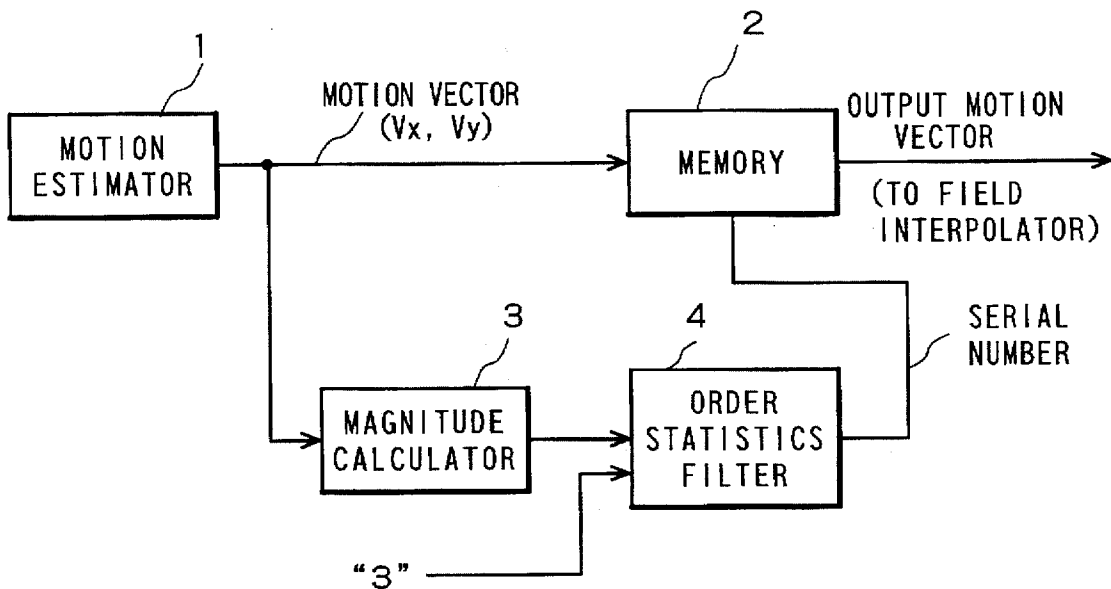 1
MOTION
ESTIMATOR
MOTION VECTOR
(Vx, Vy)
2
MEMORY
OUTPUT MOTION
VECTOR
(TO FIELD
INTERPOLATOR)
3
MAGNITUDE
CALCULATOR
4
ORDER
STATISTICS
FILTER
SERIAL
NUMBER
“3”